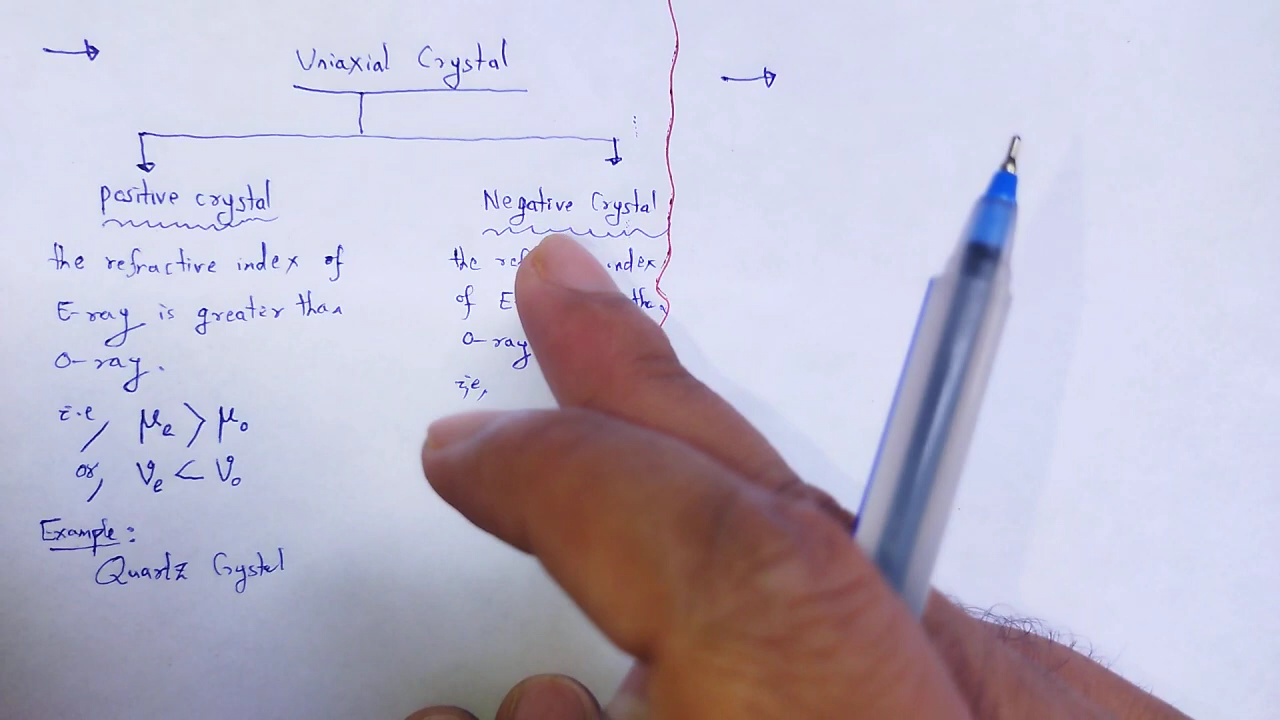 Uniaxial Crystal
positive crystal
the refractive index of
E-ray is greater than
O-ray.
i.e, μe > μo
or, Ve < Vo
Example:
Quartz Crystal
Negative Crystal
the index
of than
O-ray
i,e,